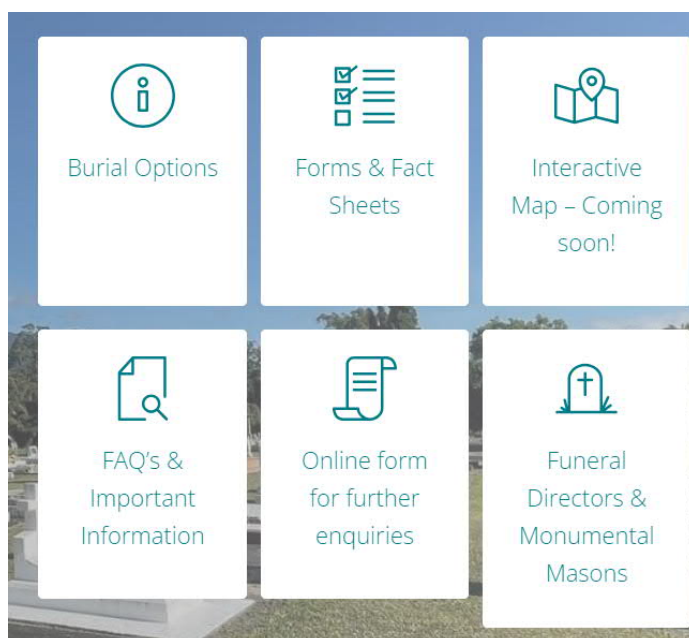 Burial Options
Forms & Fact
Sheets
Interactive
Map – Coming
soon!
FAQ's &
Important
Information
Online form
for further
enquiries
Funeral
Directors &
Monumental
Masons